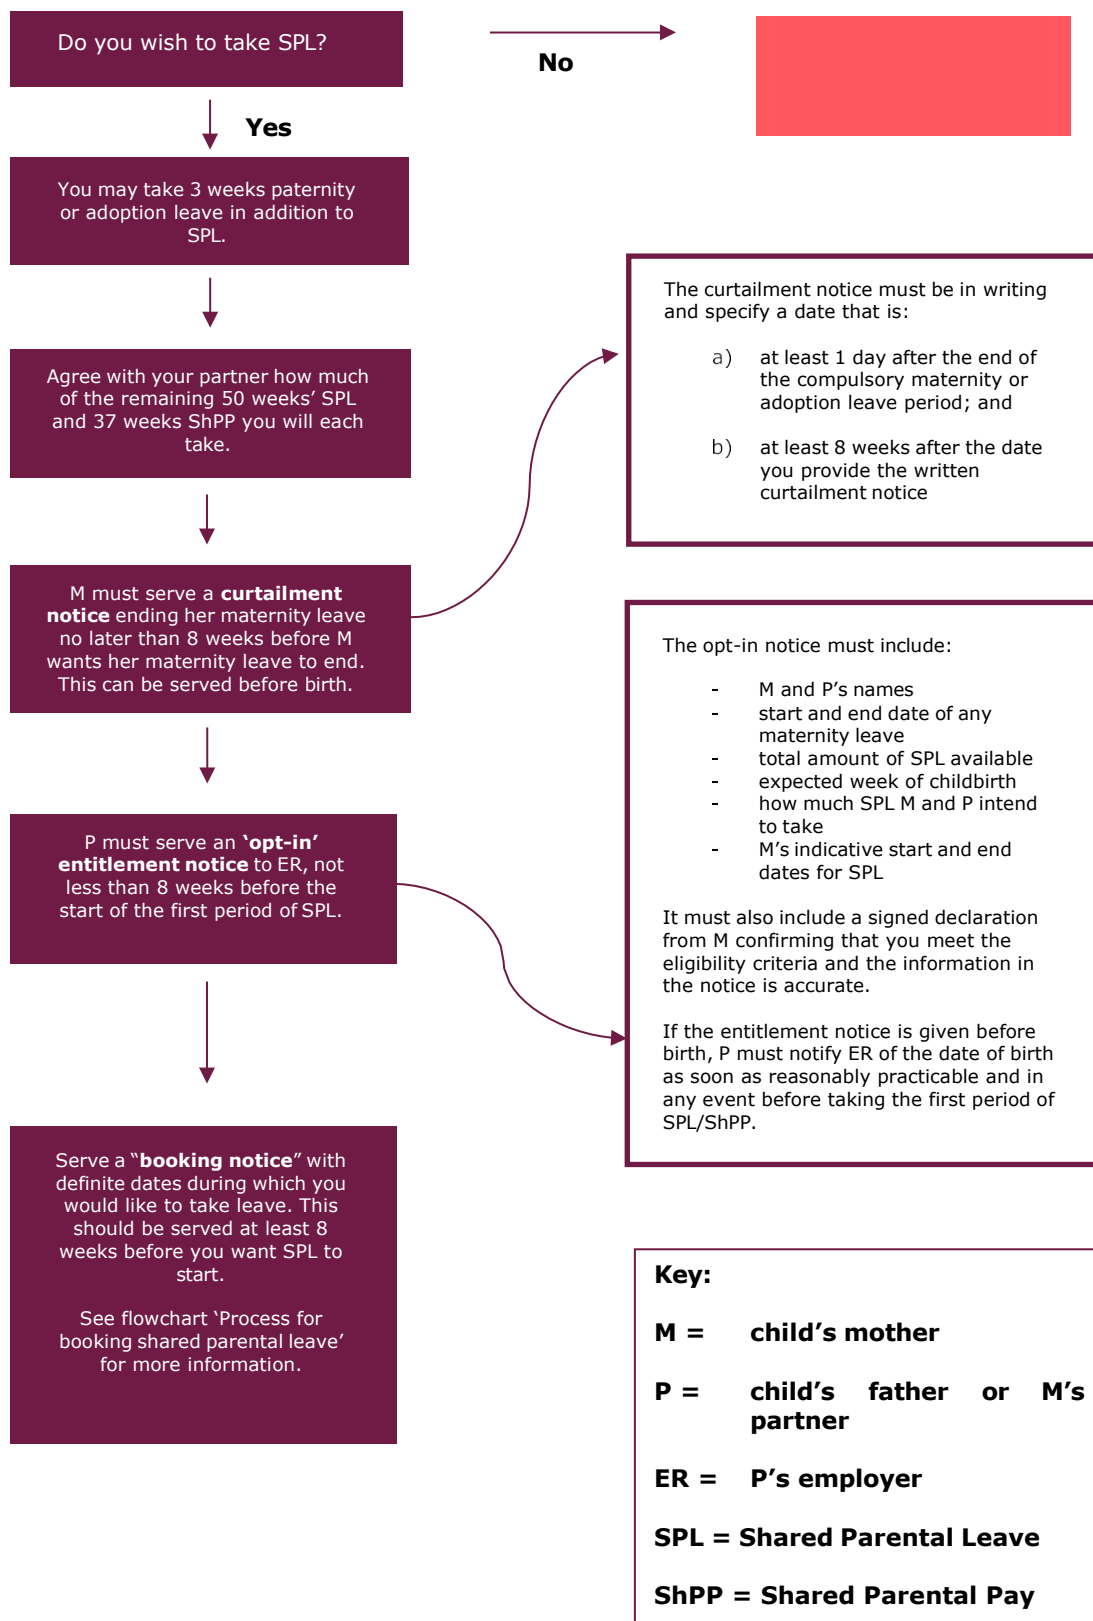 Do you wish to take SPL?
No
Yes
You may take 3 weeks paternity
or adoption leave in addition to
SPL.
Agree with your partner how much
of the remaining 50 weeks’ SPL
and 37 weeks ShPP you will each
take.
M must serve a curtailment
notice ending her maternity leave
no later than 8 weeks before M
wants her maternity leave to end.
This can be served before birth.
P must serve an ‘opt-in’
entitlement notice to ER, not
less than 8 weeks before the
start of the first period of SPL.
Serve a “booking notice” with
definite dates during which you
would like to take leave. This
should be served at least 8
weeks before you want SPL to
start.
See flowchart ‘Process for
booking shared parental leave’
for more information.
The curtailment notice must be in writing
and specify a date that is:
a) at least 1 day after the end of
the compulsory maternity or
adoption leave period; and
b) at least 8 weeks after the date
you provide the written
curtailment notice
The opt-in notice must include:
- M and P’s names
- start and end date of any
maternity leave
- total amount of SPL available
- expected week of childbirth
- how much SPL M and P intend
to take
- M’s indicative start and end
dates for SPL
It must also include a signed declaration
from M confirming that you meet the
eligibility criteria and the information in
the notice is accurate.
If the entitlement notice is given before
birth, P must notify ER of the date of birth
as soon as reasonably practicable and in
any event before taking the first period of
SPL/ShPP.
Key:
M = child’s mother
P = child’s father or M’s
partner
ER = P’s employer
SPL = Shared Parental Leave
ShPP = Shared Parental Pay